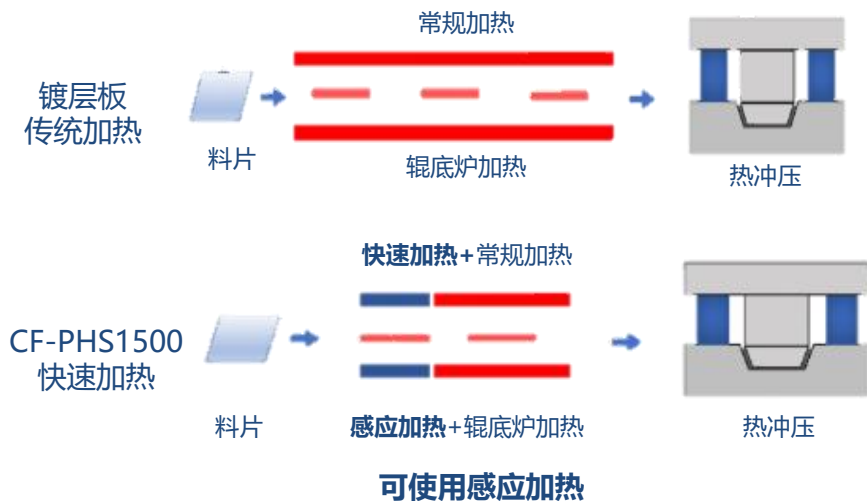 常规加热
镀层板
传统加热
料片
辊底炉加热
热冲压
快速加热+常规加热
CF-PHS1500
快速加热
料片
感应加热+辊底炉加热
热冲压
可使用感应加热